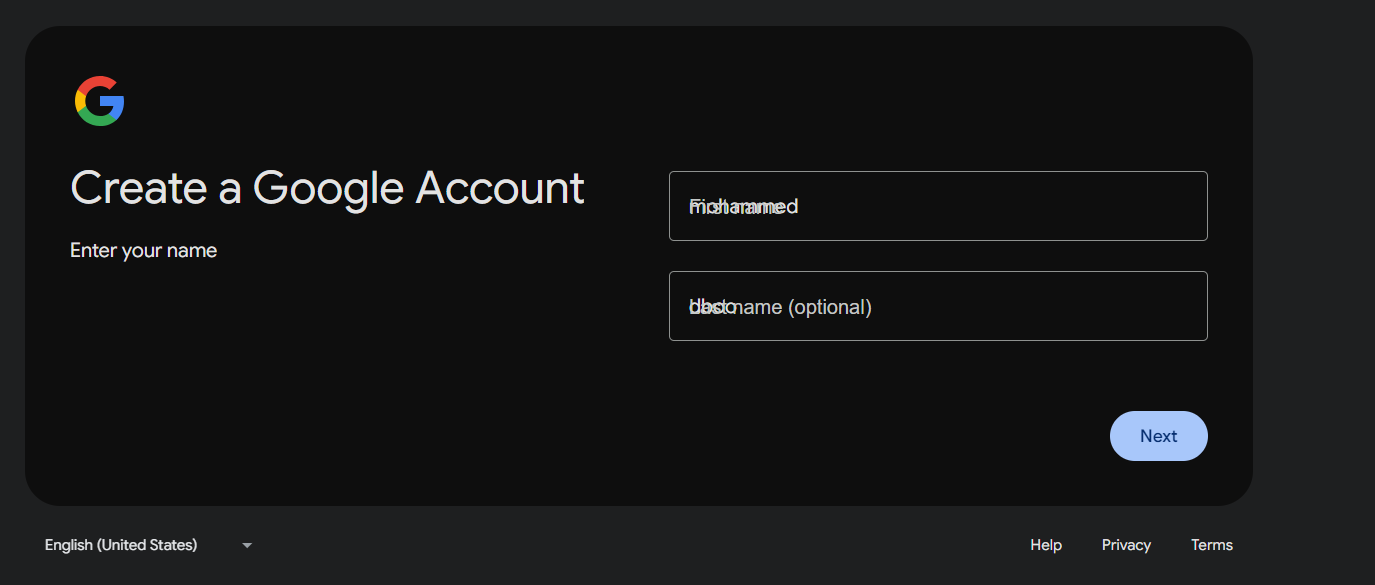 Create a Google Account
Enter your name
mohammed
First name
Last name (optional)
Next
English (United States)
Help
Privacy
Terms